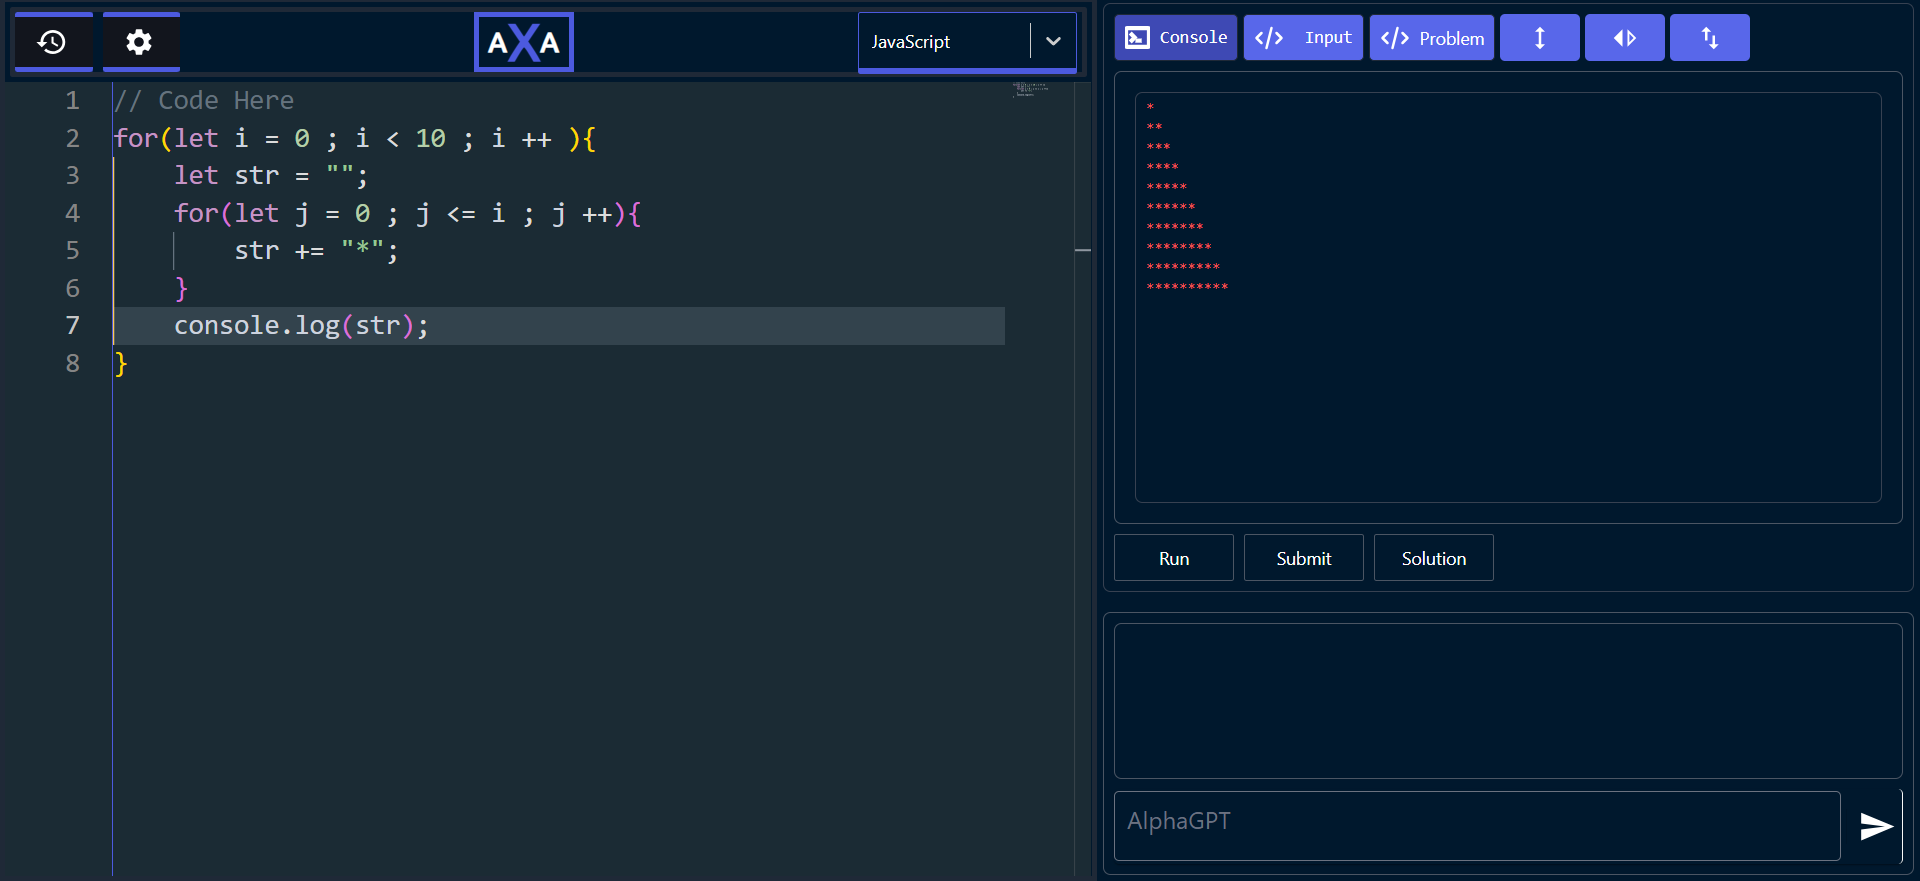 AXA
JavaScript
1 // Code Here
2 for(let i = 0 ; i < 10 ; i ++ ){
3     let str = "";
4     for(let j = 0 ; j <= i ; j ++){
5         str += "*";
6     }
7     console.log(str);
8 }
Console
</> Input
</> Problem
*
**
***
****
*****
******
*******
********
*********
**********
Run
Submit
Solution
AlphaGPT